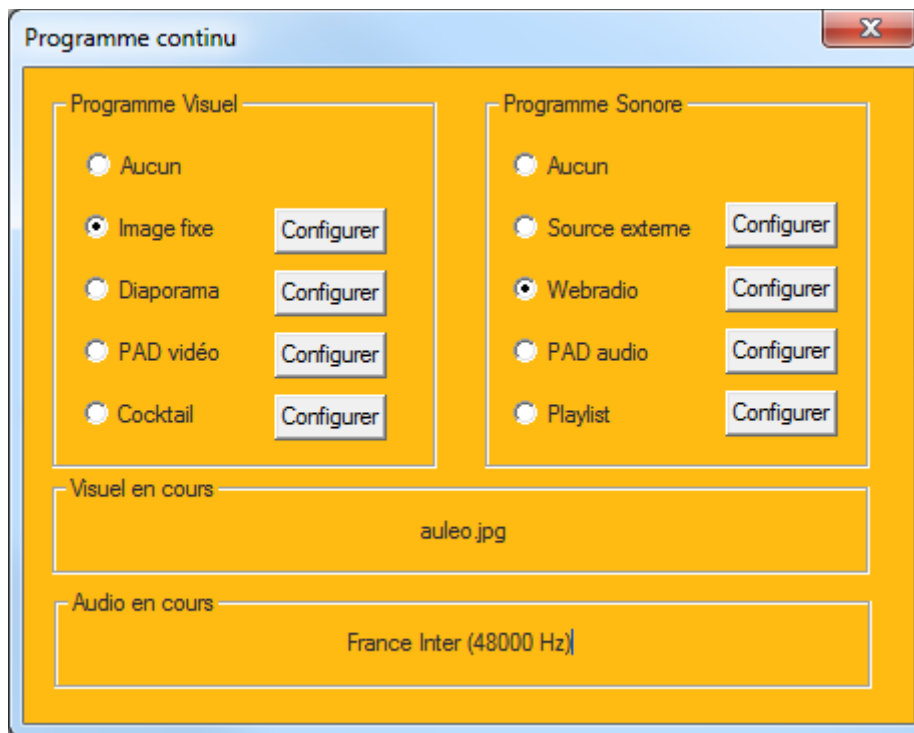 Programme continu
Programme Visuel
Aucun
Image fixe Configurer
Diaporama Configurer
PAD vidéo Configurer
Cocktail Configurer
Programme Sonore
Aucun
Source externe Configurer
Webradio Configurer
PAD audio Configurer
Playlist Configurer
Visuel en cours
auleo.jpg
Audio en cours
France Inter (48000 Hz)